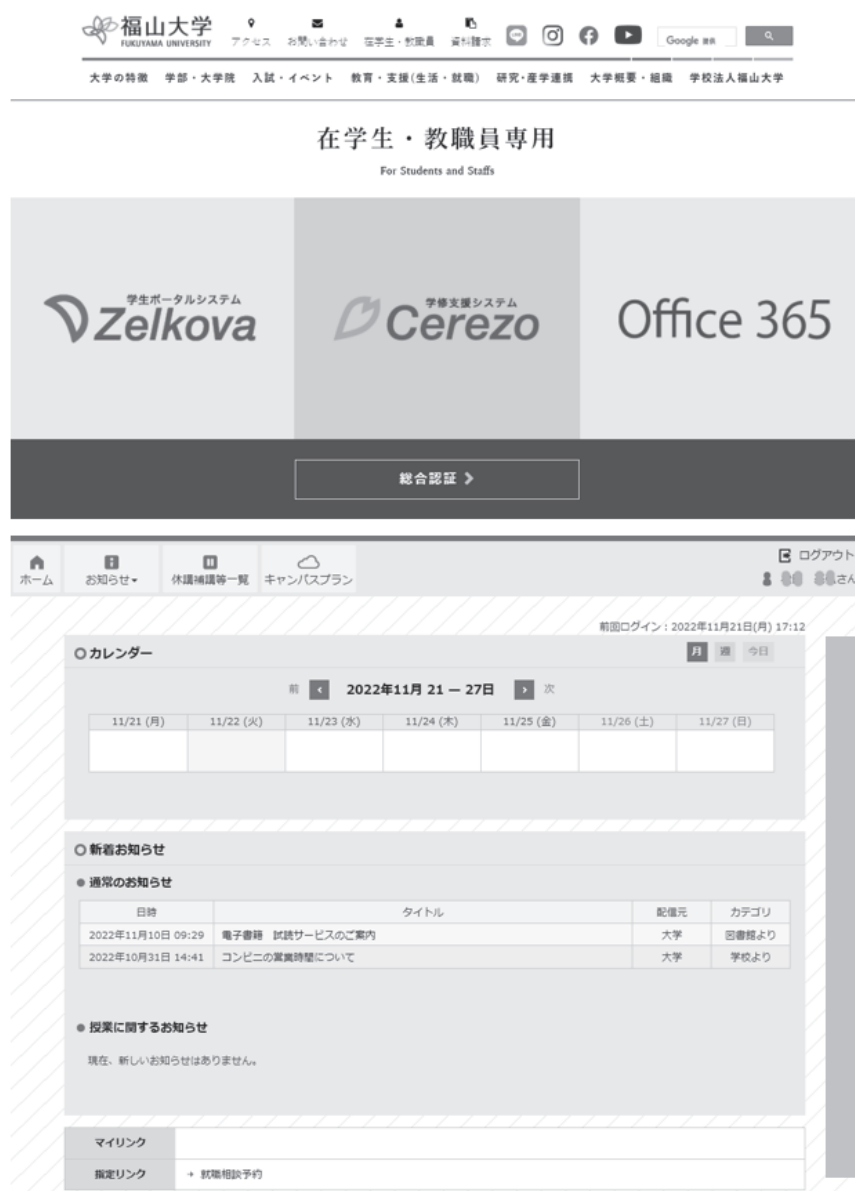 福山大学
FUKUYAMA UNIVERSITY
アクセス お問い合わせ 在学生・教職員 資料請求
Google 提供
大学の特徴 学部・大学院 入試・イベント 教育・支援(生活・就職) 研究・産学連携 大学概要・組織 学校法人福山大学
在学生・教職員専用
For Students and Staffs
学生ポータルシステム
Zelkova
学修支援システム
Cerezo
Office 365
総合認証
ログアウト
ホーム お知らせ 休講補講等一覧 キャンパスプラン
さん
前回ログイン：2022年11月21日(月) 17:12
カレンダー 月 週 今日
前 2022年11月 21 — 27日 次
11/21 (月) 11/22 (火) 11/23 (水) 11/24 (木) 11/25 (金) 11/26 (土) 11/27 (日)
新着お知らせ
通常のお知らせ
日時 タイトル 配信元 カテゴリ
2022年11月10日 09:29 電子書籍 試読サービスのご案内 大学 図書館より
2022年10月31日 14:41 コンビニの営業時間について 大学 学校より
授業に関するお知らせ
現在、新しいお知らせはありません。
マイリンク
指定リンク → 就職相談予約